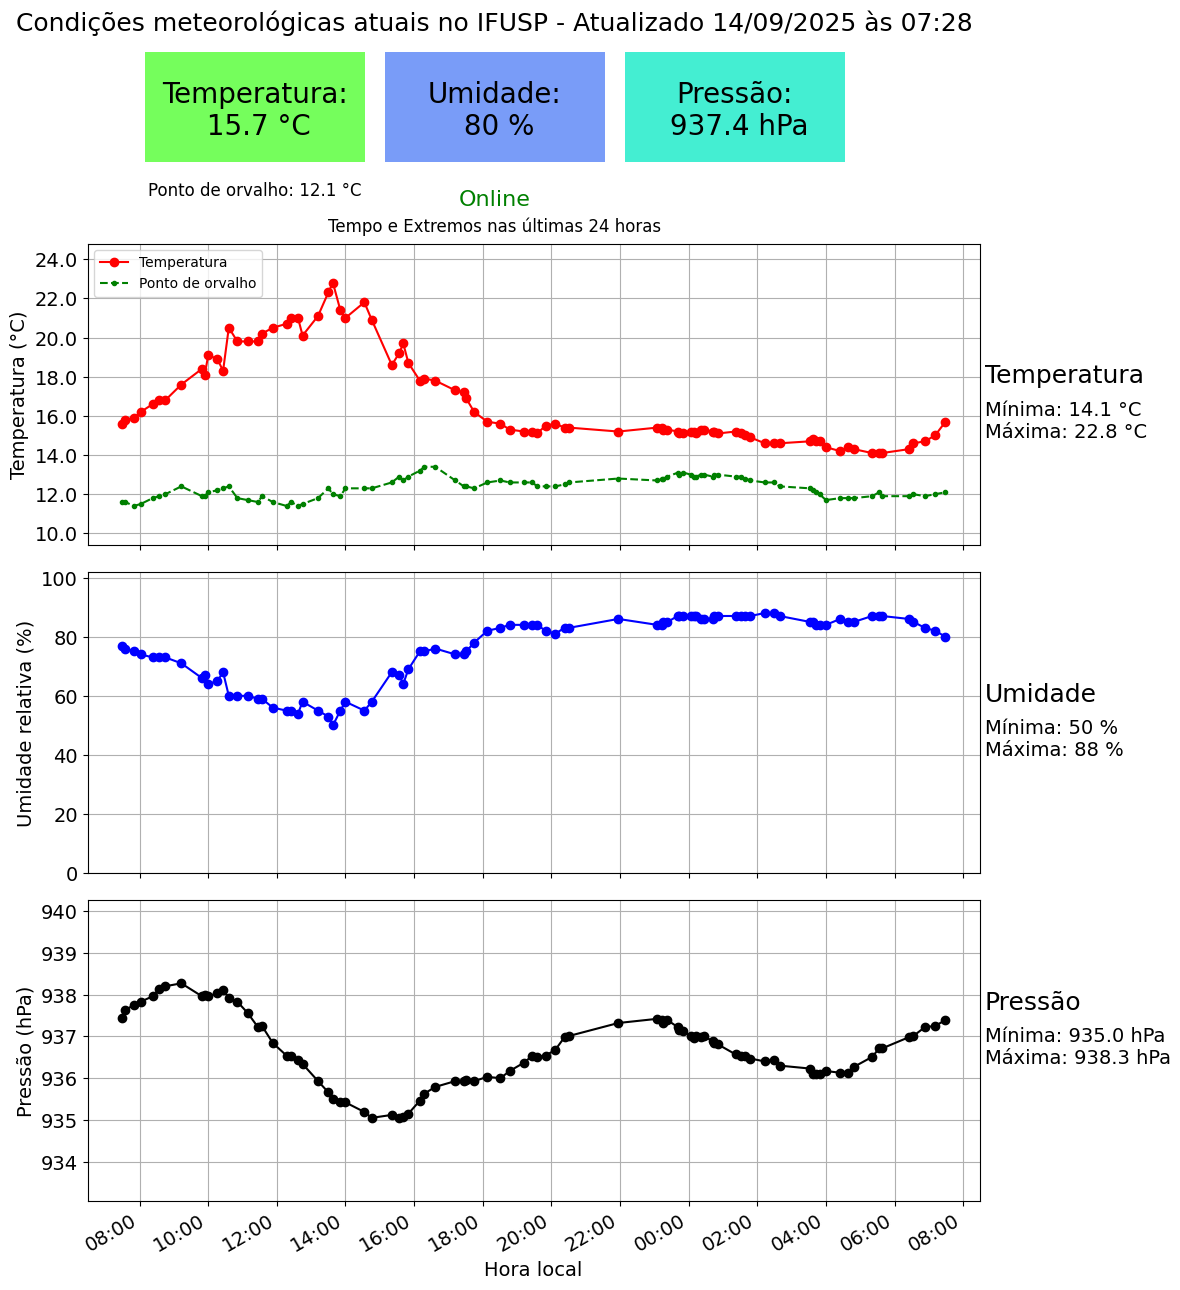 Condições meteorológicas atuais no IFUSP - Atualizado 14/09/2025 às 07:28
Temperatura:
15.7 °C
Umidade:
80 %
Pressão:
937.4 hPa
Ponto de orvalho: 12.1 °C
Online
Tempo e Extremos nas últimas 24 horas
Temperatura
Ponto de orvalho
Temperatura (°C)
24.0
22.0
20.0
18.0
16.0
14.0
12.0
10.0
Temperatura
Mínima: 14.1 °C
Máxima: 22.8 °C
Umidade relativa (%)
100
80
60
40
20
0
Umidade
Mínima: 50 %
Máxima: 88 %
Pressão (hPa)
940
939
938
937
936
935
934
Pressão
Mínima: 935.0 hPa
Máxima: 938.3 hPa
08:00 10:00 12:00 14:00 16:00 18:00 20:00 22:00 00:00 02:00 04:00 06:00 08:00
Hora local